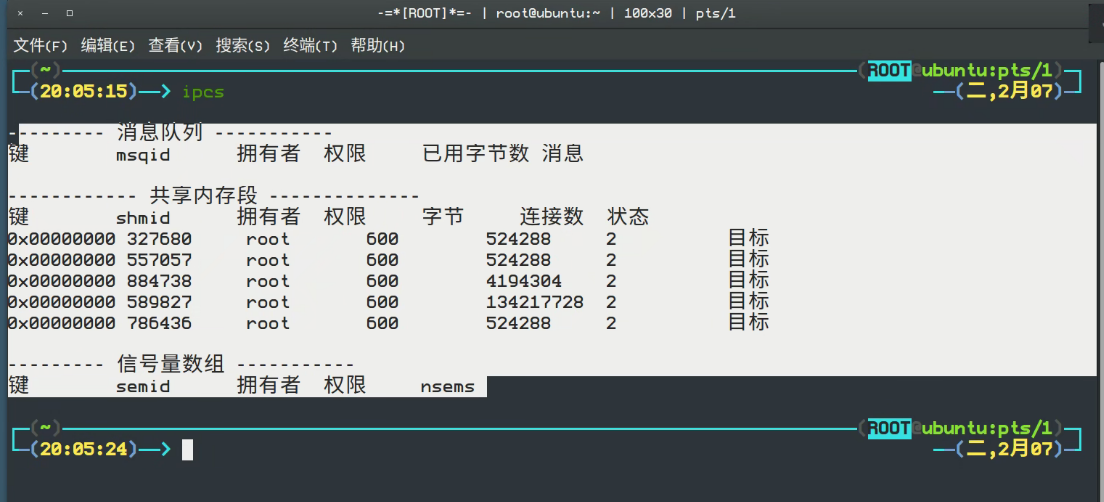 -=*[ROOT]*=- | root@ubuntu:~ | 100x30 | pts/1
文件(F) 编辑(E) 查看(V) 搜索(S) 终端(T) 帮助(H)
(~) (ROOT@ubuntu:pts/1)
(20:05:15) ipcs (二,2月07)
--------- 消息队列 -----------
键 msqid 拥有者 权限 已用字节数 消息
------------ 共享内存段 --------------
键 shmid 拥有者 权限 字节 连接数 状态
0x00000000 327680 root 600 524288 2 目标
0x00000000 557057 root 600 524288 2 目标
0x00000000 884738 root 600 4194304 2 目标
0x00000000 589827 root 600 134217728 2 目标
0x00000000 786436 root 600 524288 2 目标
--------- 信号量数组 -----------
键 semid 拥有者 权限 nsems
(~) (ROOT@ubuntu:pts/1)
(20:05:24) (二,2月07)